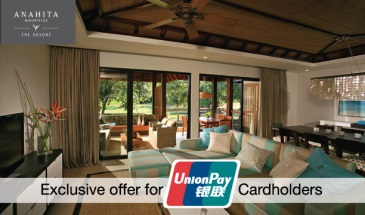 ANAHITA
MAURITIUS
THE RESORT
Exclusive offer for UnionPay 银联 Cardholders